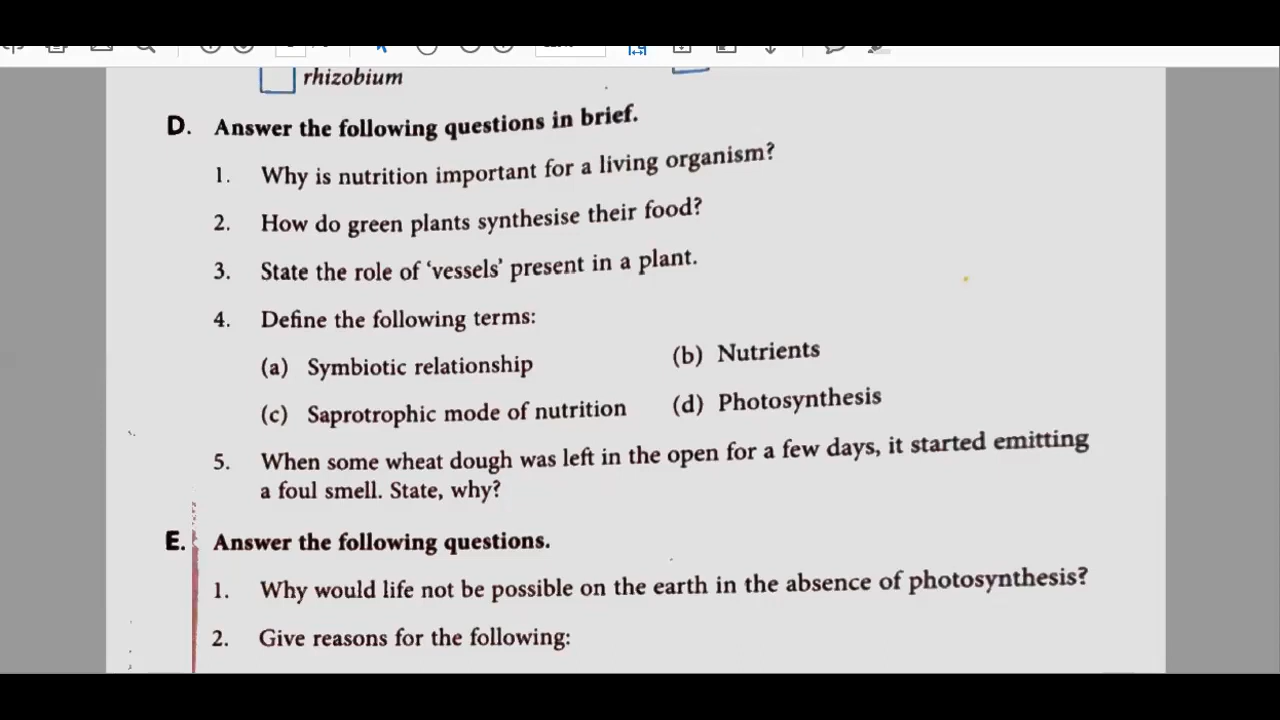 rhizobium
D. Answer the following questions in brief.
1. Why is nutrition important for a living organism?
2. How do green plants synthesise their food?
3. State the role of ‘vessels’ present in a plant.
4. Define the following terms:
(a) Symbiotic relationship (b) Nutrients
(c) Saprotrophic mode of nutrition (d) Photosynthesis
5. When some wheat dough was left in the open for a few days, it started emitting
a foul smell. State, why?
E. Answer the following questions.
1. Why would life not be possible on the earth in the absence of photosynthesis?
2. Give reasons for the following: